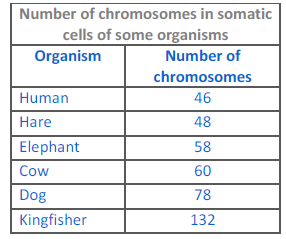 Number of chromosomes in somatic
cells of some organisms
Organism Number of
chromosomes
Human 46
Hare 48
Elephant 58
Cow 60
Dog 78
Kingfisher 132